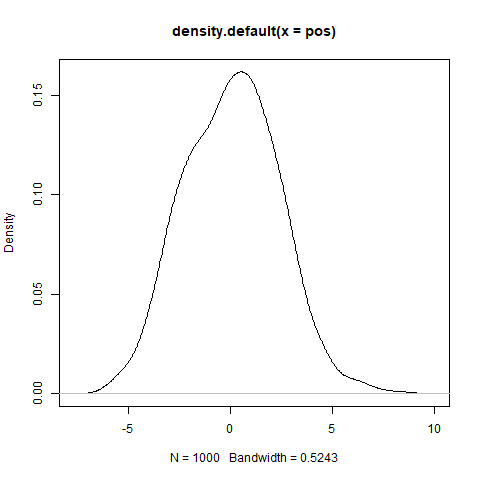 density.default(x = pos)
Density
0.15
0.10
0.05
0.00
-5 0 5 10
N = 1000 Bandwidth = 0.5243